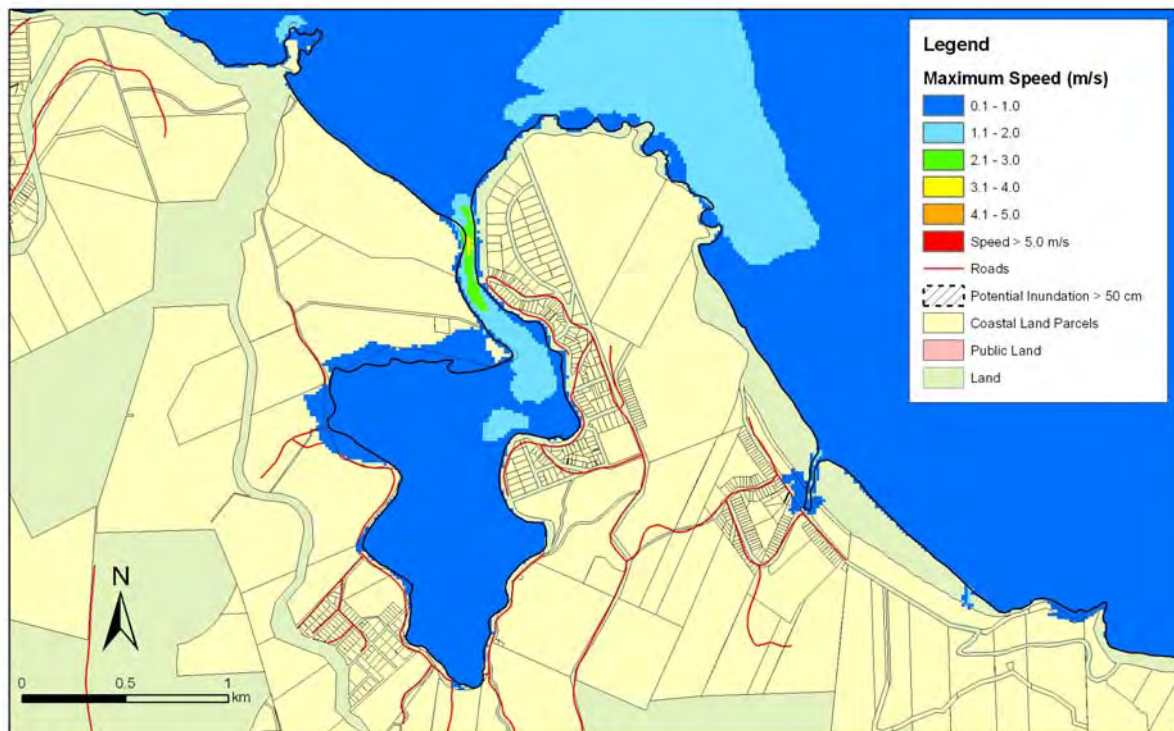 Legend
Maximum Speed (m/s)
0.1 - 1.0
1.1 - 2.0
2.1 - 3.0
3.1 - 4.0
4.1 - 5.0
Speed > 5.0 m/s
Roads
Potential Inundation > 50 cm
Coastal Land Parcels
Public Land
Land
N
0 0.5 1
km